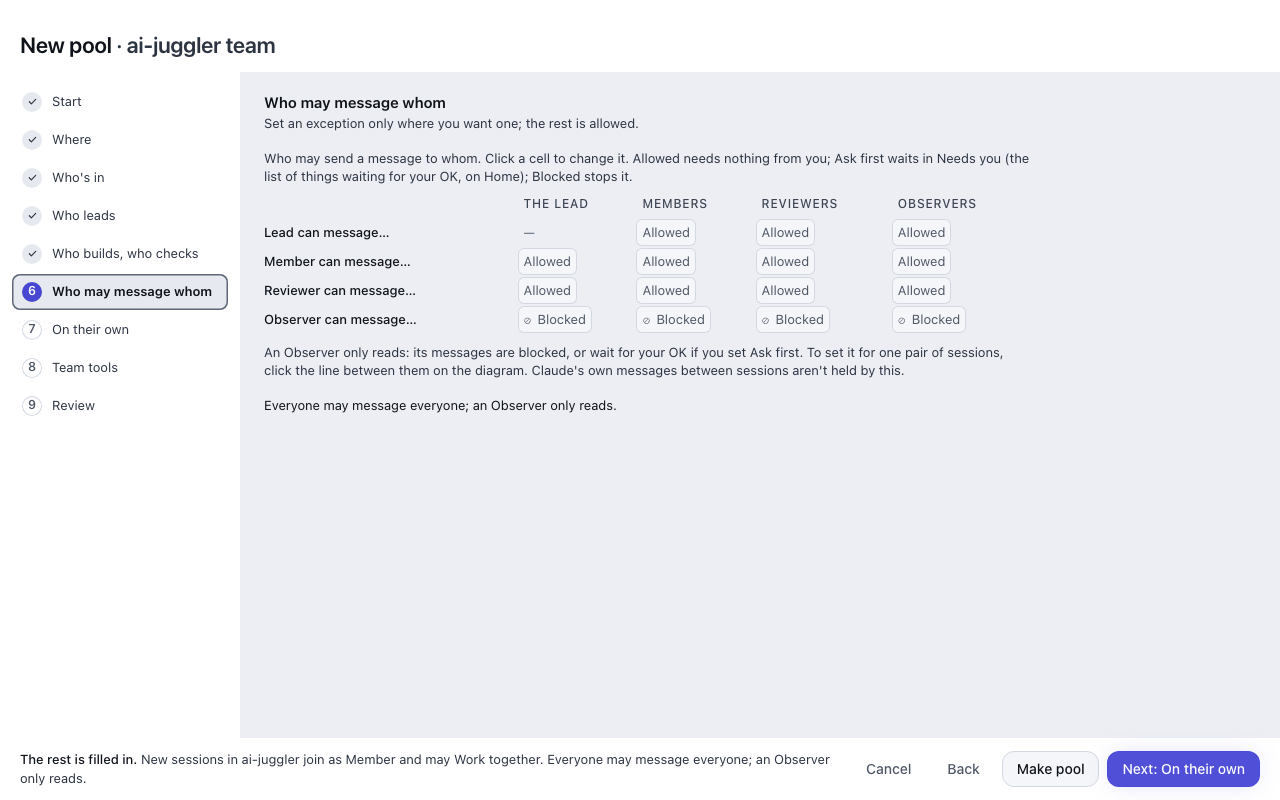 New pool · ai-juggler team
Start
Where
Who's in
Who leads
Who builds, who checks
6 Who may message whom
7 On their own
8 Team tools
9 Review
Who may message whom
Set an exception only where you want one; the rest is allowed.
Who may send a message to whom. Click a cell to change it. Allowed needs nothing from you; Ask first waits in Needs you (the
list of things waiting for your OK, on Home); Blocked stops it.
THE LEAD MEMBERS REVIEWERS OBSERVERS
Lead can message... — Allowed Allowed Allowed
Member can message... Allowed Allowed Allowed Allowed
Reviewer can message... Allowed Allowed Allowed Allowed
Observer can message... Blocked Blocked Blocked Blocked
An Observer only reads: its messages are blocked, or wait for your OK if you set Ask first. To set it for one pair of sessions,
click the line between them on the diagram. Claude's own messages between sessions aren't held by this.
Everyone may message everyone; an Observer only reads.
The rest is filled in. New sessions in ai-juggler join as Member and may Work together. Everyone may message everyone; an Observer
only reads.
Cancel Back Make pool Next: On their own